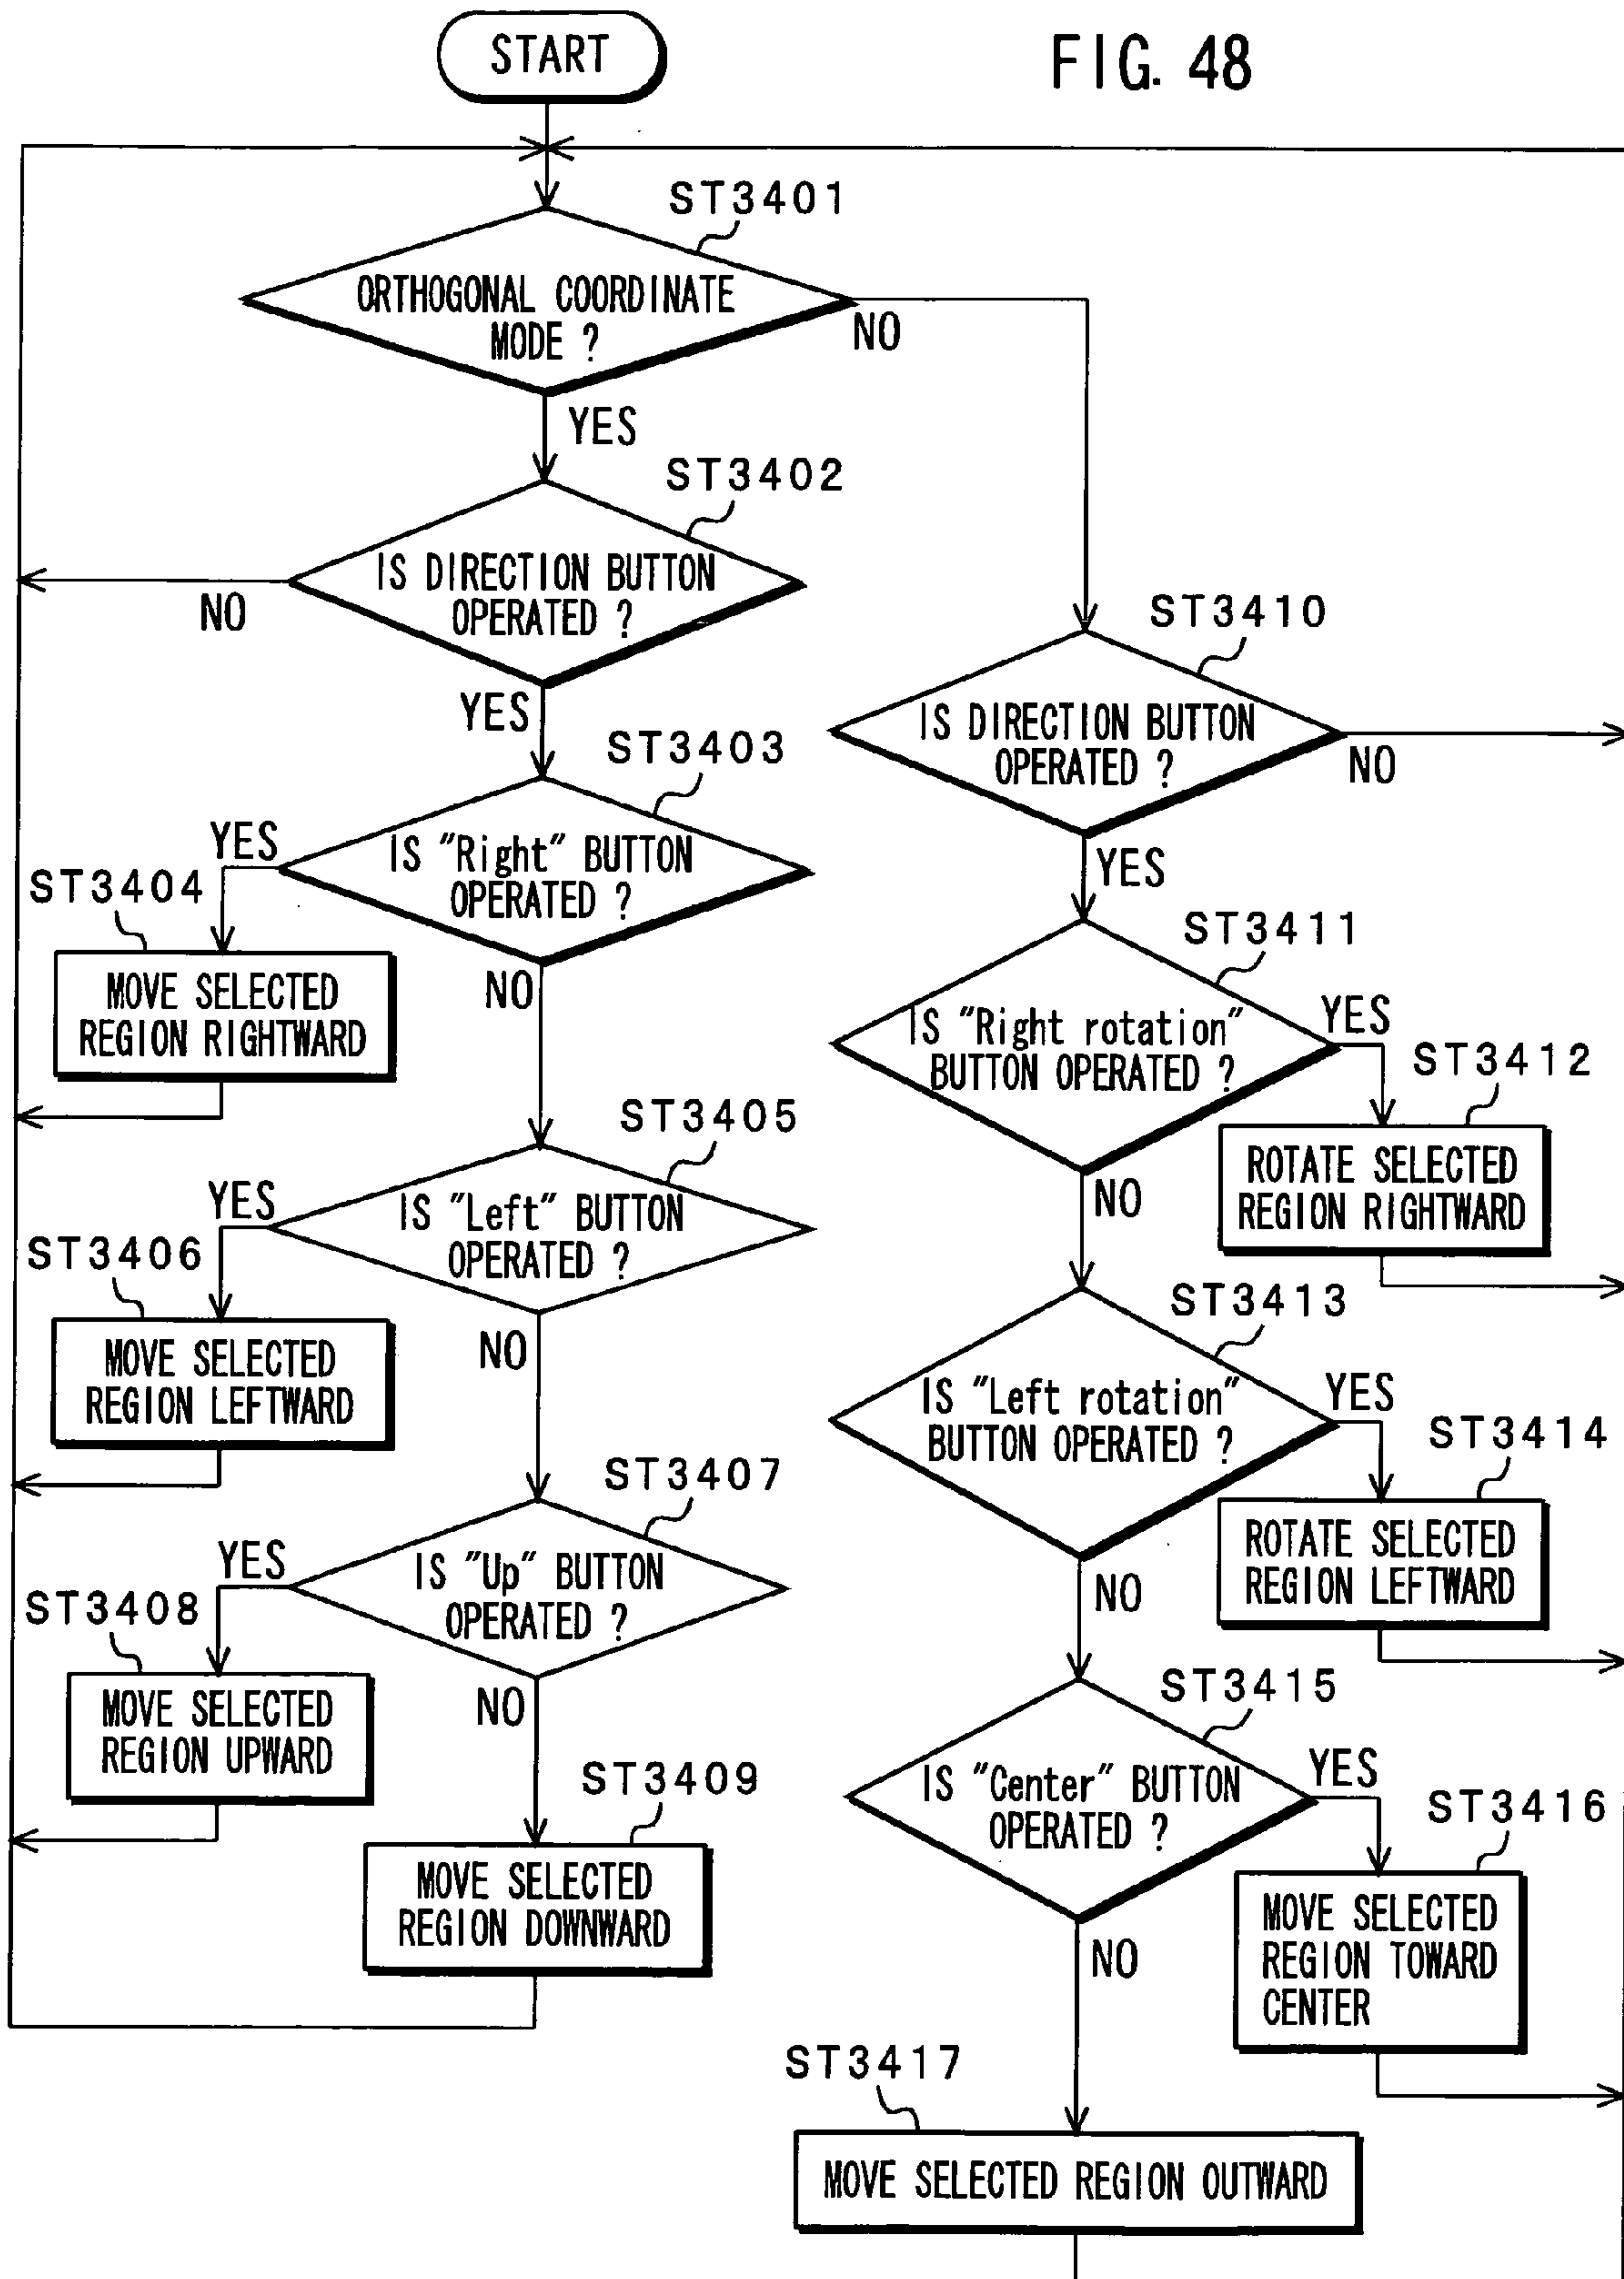 START
FIG. 48
ST3401
ORTHOGONAL COORDINATE
MODE ?
NO
YES
ST3402
IS DIRECTION BUTTON
OPERATED ?
NO
YES
ST3403
IS "Right" BUTTON
OPERATED ?
YES
ST3404
MOVE SELECTED
REGION RIGHTWARD
NO
ST3405
IS "Left" BUTTON
OPERATED ?
YES
ST3406
MOVE SELECTED
REGION LEFTWARD
NO
ST3407
IS "Up" BUTTON
OPERATED ?
YES
ST3408
MOVE SELECTED
REGION UPWARD
NO
ST3409
MOVE SELECTED
REGION DOWNWARD
ST3410
IS DIRECTION BUTTON
OPERATED ?
NO
YES
ST3411
IS "Right rotation"
BUTTON OPERATED ?
YES
ST3412
ROTATE SELECTED
REGION RIGHTWARD
NO
ST3413
IS "Left rotation"
BUTTON OPERATED ?
YES
ST3414
ROTATE SELECTED
REGION LEFTWARD
NO
ST3415
IS "Center" BUTTON
OPERATED ?
YES
ST3416
MOVE SELECTED
REGION TOWARD
CENTER
NO
ST3417
MOVE SELECTED REGION OUTWARD